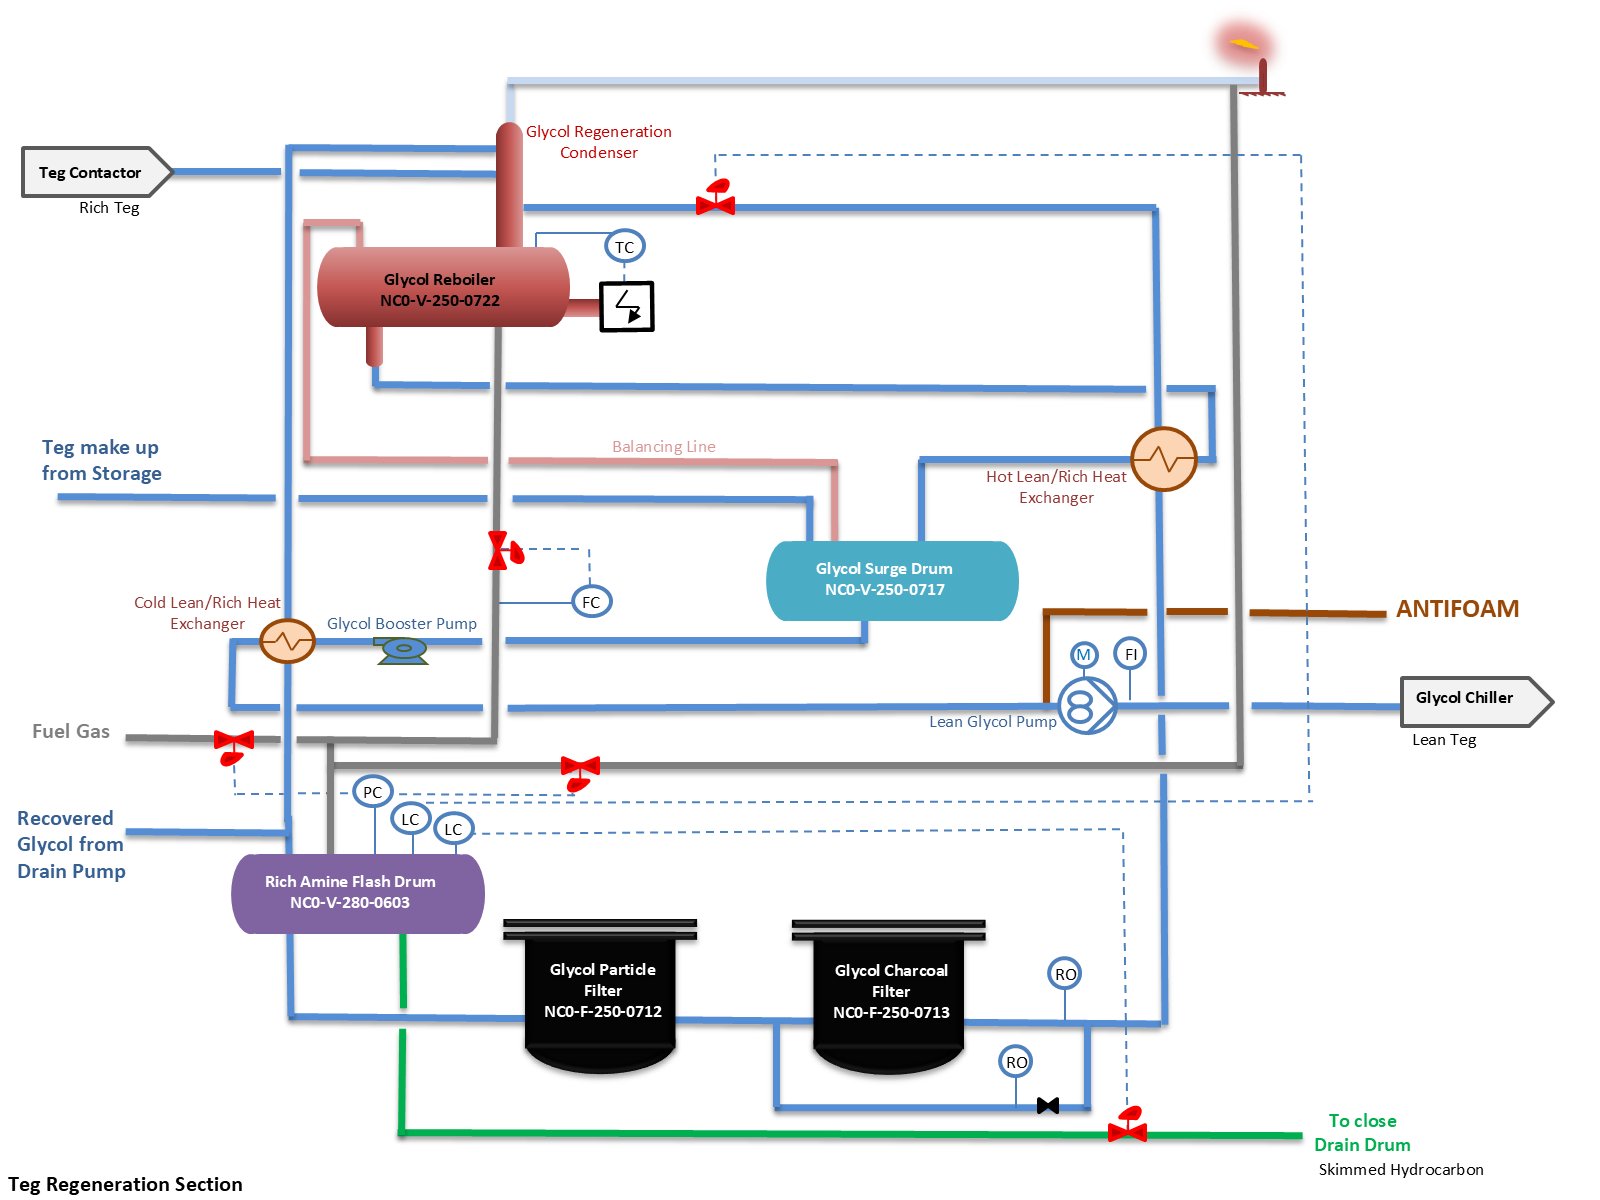 Glycol Regeneration
Condenser
Teg Contactor
Rich Teg
TC
Glycol Reboiler
NC0-V-250-0722
Teg make up
from Storage
Balancing Line
Hot Lean/Rich Heat
Exchanger
Glycol Surge Drum
NC0-V-250-0717
FC
Cold Lean/Rich Heat
Exchanger
Glycol Booster Pump
ANTIFOAM
M
FI
Glycol Chiller
Lean Teg
Lean Glycol Pump
Fuel Gas
PC
LC
LC
Recovered
Glycol from
Drain Pump
Rich Amine Flash Drum
NC0-V-280-0603
Glycol Particle
Filter
NC0-F-250-0712
Glycol Charcoal
Filter
NC0-F-250-0713
RO
RO
To close
Drain Drum
Skimmed Hydrocarbon
Teg Regeneration Section